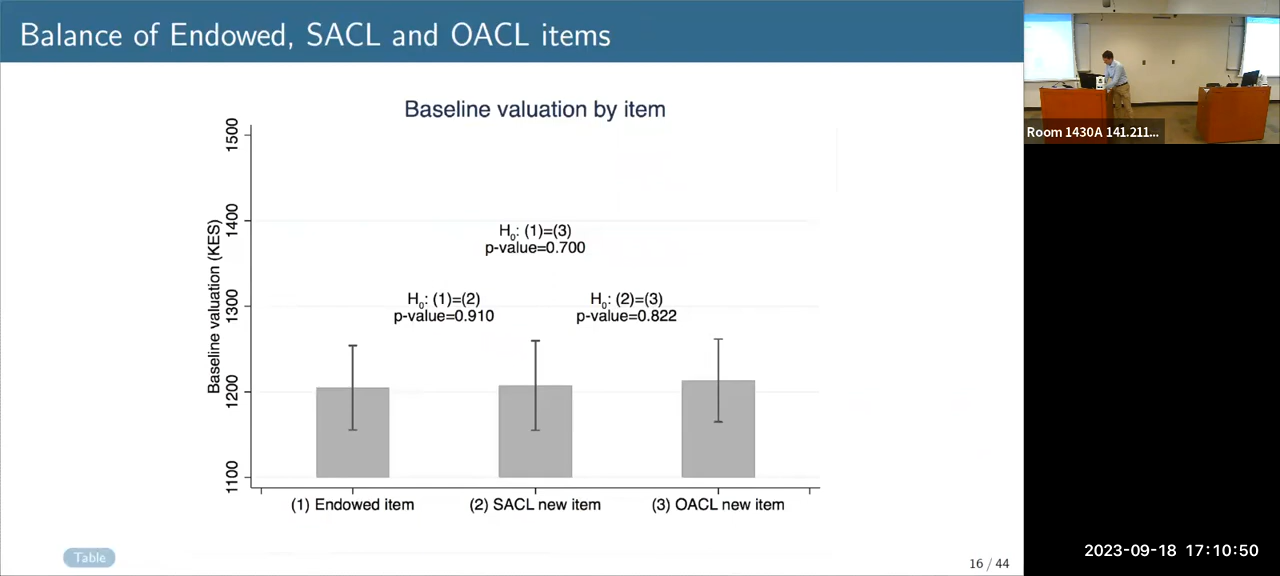 Balance of Endowed, SACL and OACL items
Baseline valuation by item
Baseline valuation (KES)
1500
1400
1300
1200
1100
H₀: (1)=(3)
p-value=0.700
H₀: (1)=(2)
p-value=0.910
H₀: (2)=(3)
p-value=0.822
(1) Endowed item
(2) SACL new item
(3) OACL new item
Table
16 / 44
Room 1430A 141.211...
2023-09-18 17:10:50